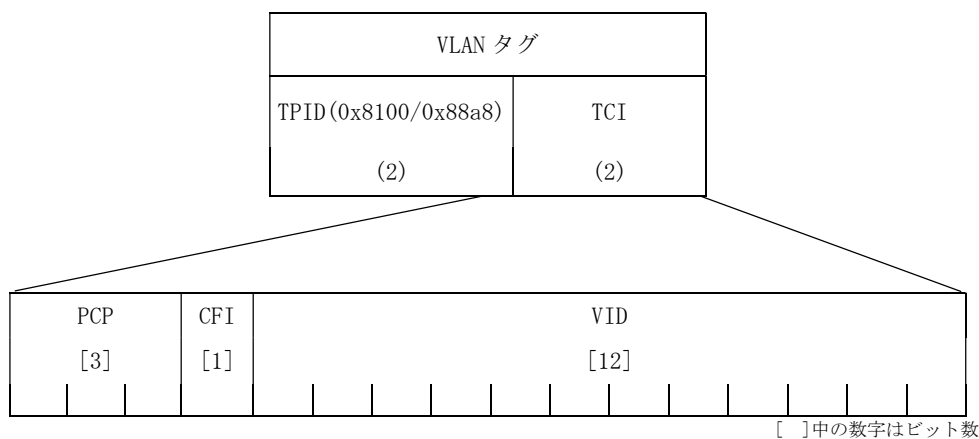 VLAN タグ
TPID(0x8100/0x88a8)
TCI
(2)
(2)
PCP
CFI
VID
[3]
[1]
[12]
[ ]中の数字はビット数